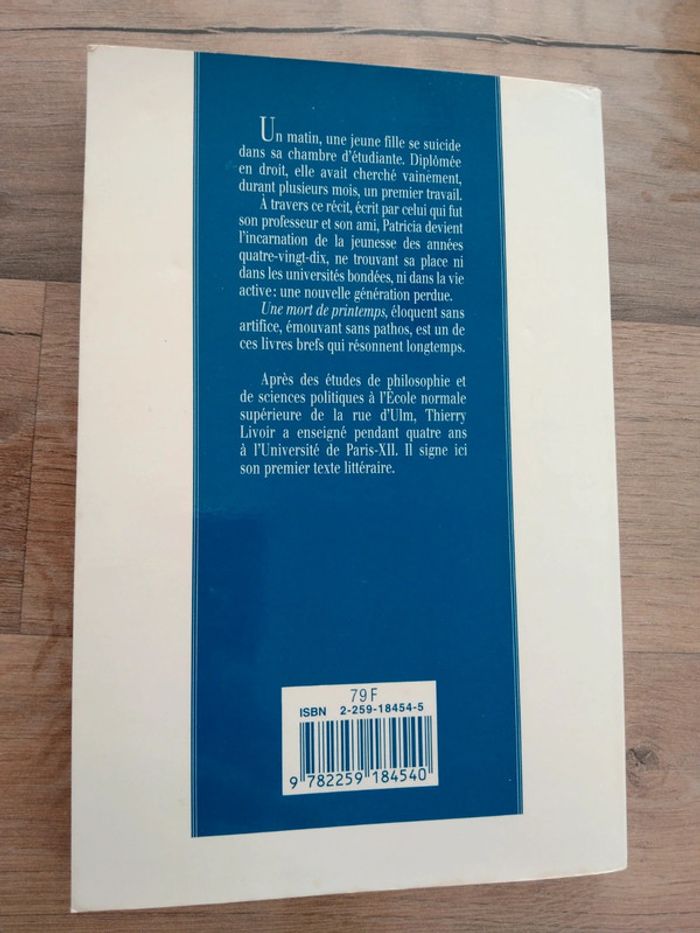 Un matin, une jeune fille se suicide
dans sa chambre d'étudiante. Diplômée
en droit, elle avait cherché vainement,
durant plusieurs mois, un premier travail.
À travers ce récit, écrit par celui qui fut
son professeur et son ami, Patricia devient
l'incarnation de la jeunesse des années
quatre-vingt-dix, ne trouvant sa place ni
dans les universités bondées, ni dans la vie
active : une nouvelle génération perdue.
Une mort de printemps, éloquent sans
artifice, émouvant sans pathos, est un de
ces livres brefs qui résonnent longtemps.
Après des études de philosophie et
de sciences politiques à l'École normale
supérieure de la rue d'Ulm, Thierry
Livoir a enseigné pendant quatre ans
à l'Université de Paris-XII. Il signe ici
son premier texte littéraire.
79 F
ISBN 2-259-18454-5
9 782259 184540